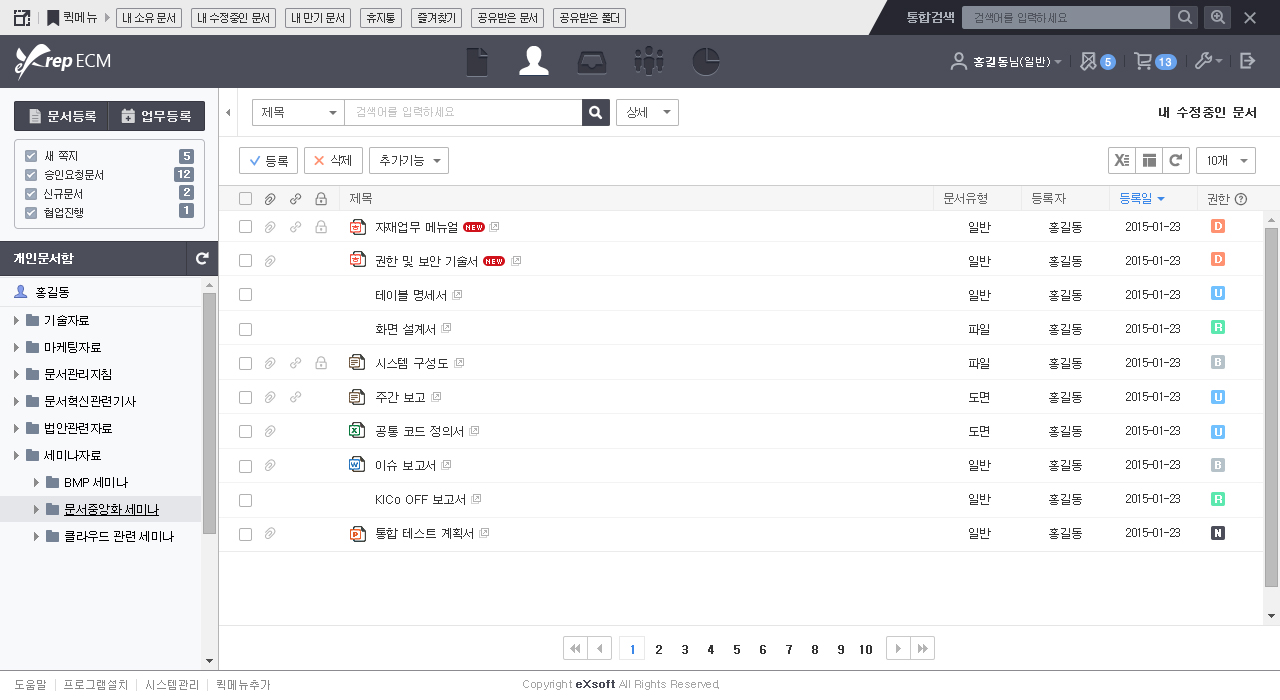 퀵메뉴 내 소유 문서 내 수정중인 문서 내 만기 문서 휴지통 즐겨찾기 공유받은 문서 공유받은 폴더 통합검색 검색어를 입력하세요
eXrep ECM 홍길동님(일반) 5 13
문서등록 업무등록
새 쪽지 5
승인요청문서 12
신규문서 2
협업진행 1
개인문서함
홍길동
기술자료
마케팅자료
문서관리지침
문서혁신관련기사
법안관련자료
세미나자료
BMP 세미나
문서중앙화 세미나
클라우드 관련 세미나
제목 검색어를 입력하세요 상세 내 수정중인 문서
등록 삭제 추가기능 10개
제목 문서유형 등록자 등록일 권한
자재업무 메뉴얼 NEW 일반 홍길동 2015-01-23 D
권한 및 보안 기술서 NEW 일반 홍길동 2015-01-23 D
테이블 명세서 일반 홍길동 2015-01-23 U
화면 설계서 파일 홍길동 2015-01-23 R
시스템 구성도 파일 홍길동 2015-01-23 B
주간 보고 도면 홍길동 2015-01-23 U
공통 코드 정의서 도면 홍길동 2015-01-23 U
이슈 보고서 일반 홍길동 2015-01-23 B
KICo OFF 보고서 일반 홍길동 2015-01-23 R
통합 테스트 계획서 일반 홍길동 2015-01-23 N
1 2 3 4 5 6 7 8 9 10
도움말 프로그램설치 시스템관리 퀵메뉴추가 Copyright eXsoft All Rights Reserved.